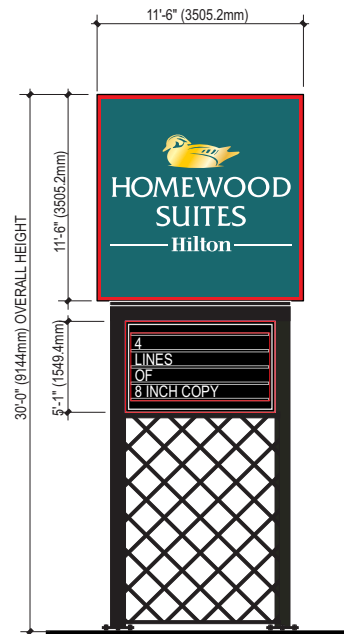 11'-6" (3505.2mm)
HOMEWOOD
SUITES
Hilton
11'-6" (3505.2mm)
30'-0" (9144mm) OVERALL HEIGHT
5'-1" (1549.4mm)
4
LINES
OF
8 INCH COPY